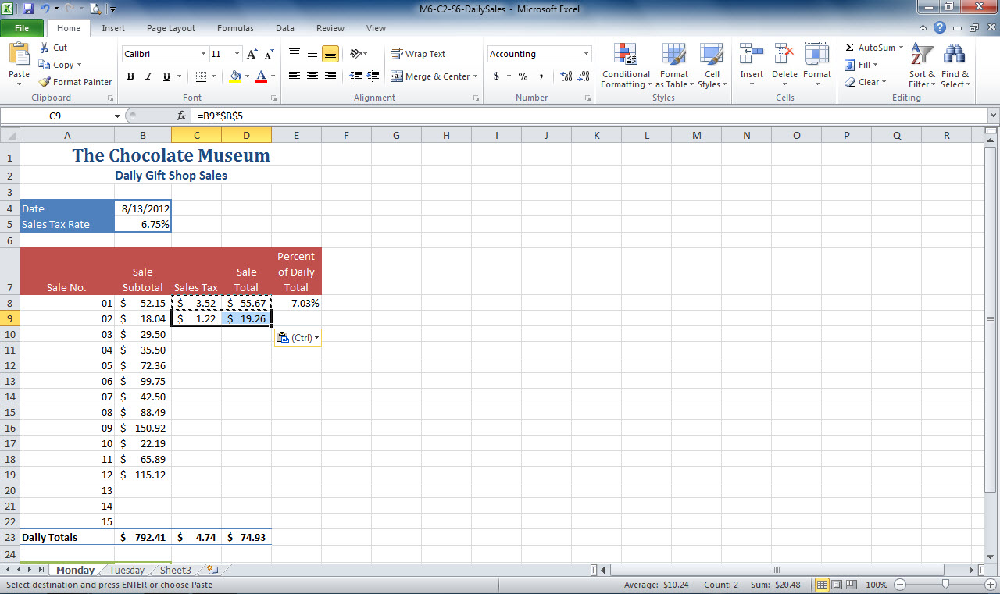 M6-C2-S6-DailySales - Microsoft Excel
File Home Insert Page Layout Formulas Data Review View
Paste
Cut
Copy
Format Painter
Clipboard
Calibri 11
B I U
Font
Wrap Text
Merge & Center
Alignment
Accounting
$ % ,
Number
Conditional Formatting
Format as Table
Cell Styles
Styles
Insert Delete Format
Cells
Σ AutoSum
Fill
Clear
Sort & Filter
Find & Select
Editing
C9 fx =B9*$B$5
A B C D E F G H I J K L M N O P Q R
1 The Chocolate Museum
2 Daily Gift Shop Sales
3
4 Date 8/13/2012
5 Sales Tax Rate 6.75%
6
7 Sale No. Sale Subtotal Sales Tax Sale Total Percent of Daily Total
8 01 $ 52.15 $ 3.52 $ 55.67 7.03%
9 02 $ 18.04 $ 1.22 $ 19.26
10 03 $ 29.50
(Ctrl)
11 04 $ 35.50
12 05 $ 72.36
13 06 $ 99.75
14 07 $ 42.50
15 08 $ 88.49
16 09 $ 150.92
17 10 $ 22.19
18 11 $ 65.89
19 12 $ 115.12
20 13
21 14
22 15
23 Daily Totals $ 792.41 $ 4.74 $ 74.93
24
Monday Tuesday Sheet3
Select destination and press ENTER or choose Paste Average: $10.24 Count: 2 Sum: $20.48 100%